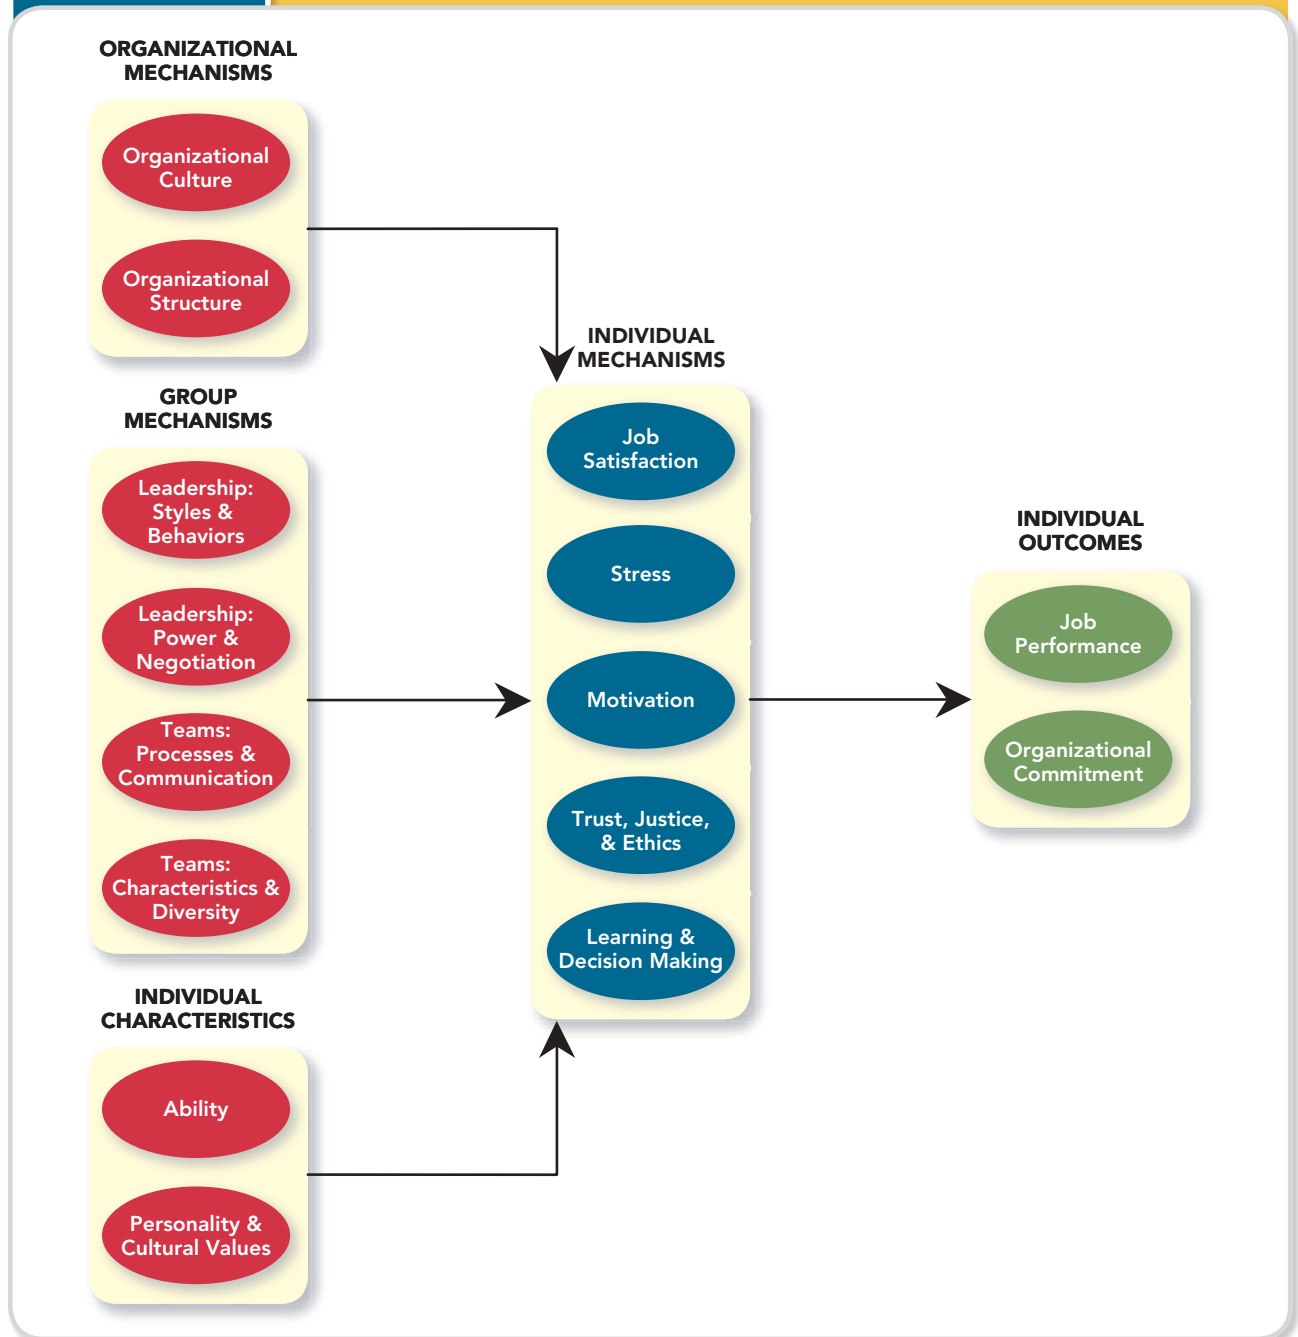 ORGANIZATIONAL
MECHANISMS
Organizational
Culture
Organizational
Structure
GROUP
MECHANISMS
Leadership:
Styles &
Behaviors
Leadership:
Power &
Negotiation
Teams:
Processes &
Communication
Teams:
Characteristics &
Diversity
INDIVIDUAL
CHARACTERISTICS
Ability
Personality &
Cultural Values
INDIVIDUAL
MECHANISMS
Job
Satisfaction
Stress
Motivation
Trust, Justice,
& Ethics
Learning &
Decision Making
INDIVIDUAL
OUTCOMES
Job
Performance
Organizational
Commitment